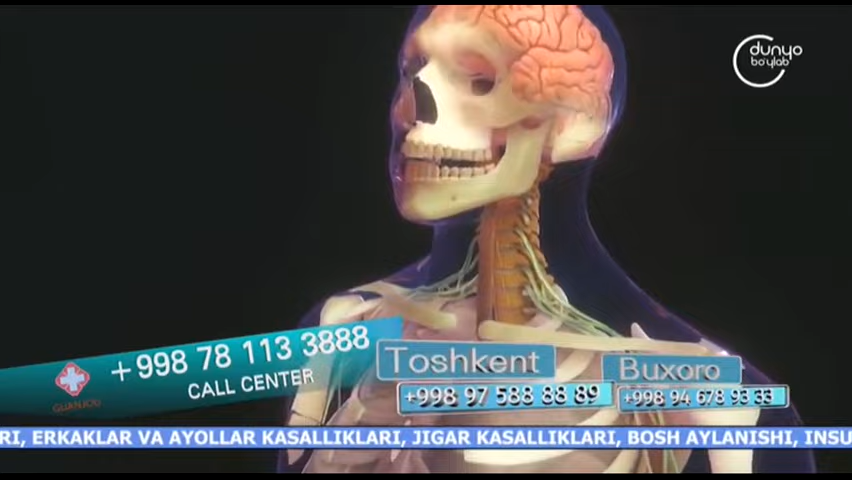 dunyo
bo'ylab
+998 78 113 3888
CALL CENTER
GUANJOU
Toshkent
+998 97 588 88 89
Buxoro
+998 94 678 93 33
RI, ERKAKLAR VA AYOLLAR KASALLIKLARI, JIGAR KASALLIKLARI, BOSH AYLANISHI, INSU